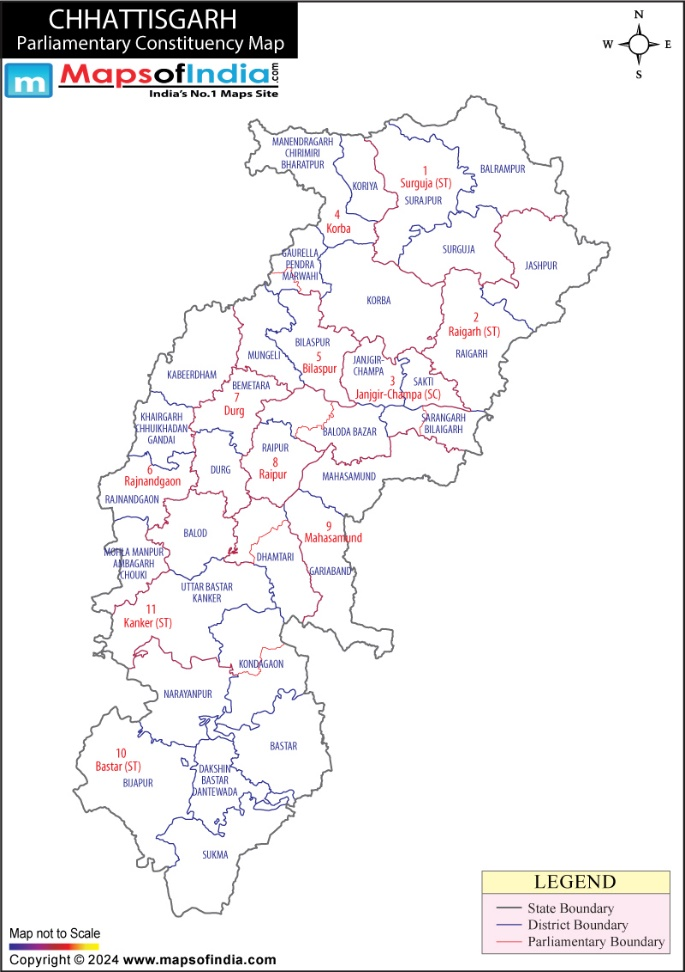 CHHATTISGARH
Parliamentary Constituency Map
m MapsofIndia.com
India's No.1 Maps Site
N
W E
S
MANENDRAGARH
CHIRIMIRI
BHARATPUR
KORIYA
1
Surguja (ST)
SURAJPUR
BALRAMPUR
4
Korba
SURGUJA
JASHPUR
GAURELLA
PENDRA
MARWAHI
KORBA
2
Raigarh (ST)
RAIGARH
BILASPUR
5
Bilaspur
MUNGELI
JANJGIR-
CHAMPA
3
Janjgir-Champa (SC)
SAKTI
KABEERDHAM
BEMETARA
7
Durg
SARANGARH
BILAIGARH
KHAIRGARH
CHHUIKHADAN
GANDAI
BALODA BAZAR
RAIPUR
8
Raipur
DURG
6
Rajnandgaon
RAJNANDGAON
MAHASAMUND
9
Mahasamund
BALOD
DHAMTARI
GARIABAND
MOHLA MANPUR
AMBAGARH
CHOUKI
UTTAR BASTAR
KANKER
11
Kanker (ST)
KONDAGAON
NARAYANPUR
BASTAR
10
Bastar (ST)
BIJAPUR
DAKSHIN
BASTAR
DANTEWADA
SUKMA
LEGEND
State Boundary
District Boundary
Parliamentary Boundary
Map not to Scale
Copyright © 2024 www.mapsofindia.com